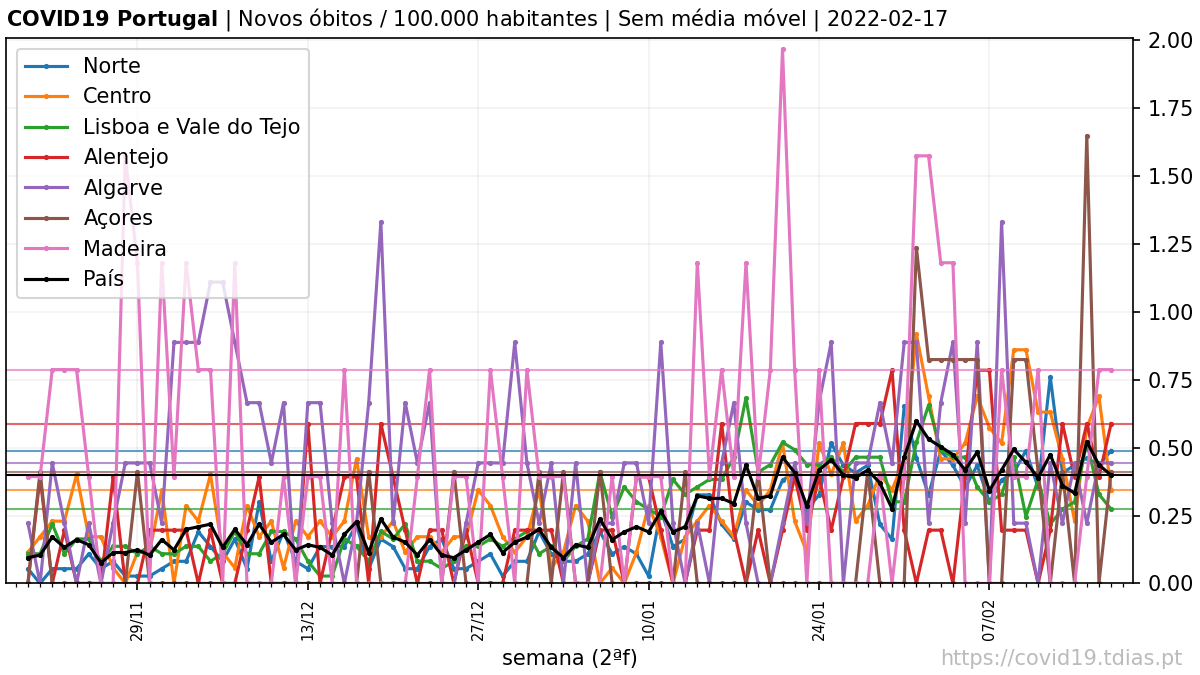 COVID19 Portugal | Novos óbitos / 100.000 habitantes | Sem média móvel | 2022-02-17
Norte
Centro
Lisboa e Vale do Tejo
Alentejo
Algarve
Açores
Madeira
País
2.00
1.75
1.50
1.25
1.00
0.75
0.50
0.25
0.00
29/11
13/12
27/12
10/01
24/01
07/02
semana (2ªf)
https://covid19.tdias.pt